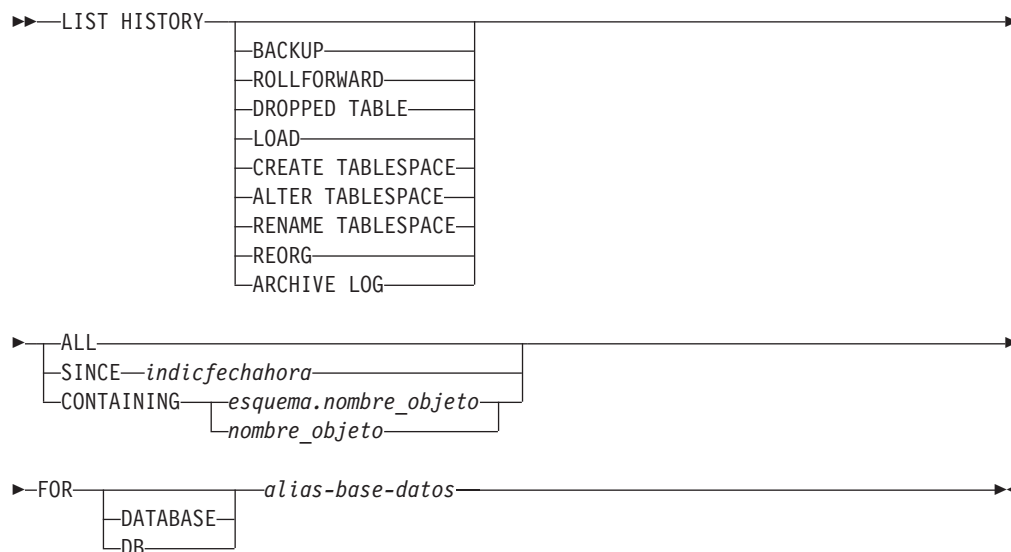 LIST HISTORY
BACKUP
ROLLFORWARD
DROPPED TABLE
LOAD
CREATE TABLESPACE
ALTER TABLESPACE
RENAME TABLESPACE
REORG
ARCHIVE LOG
ALL
SINCE indicfechahora
CONTAINING esquema.nombre_objeto
nombre_objeto
FOR alias-base-datos
DATABASE
DB